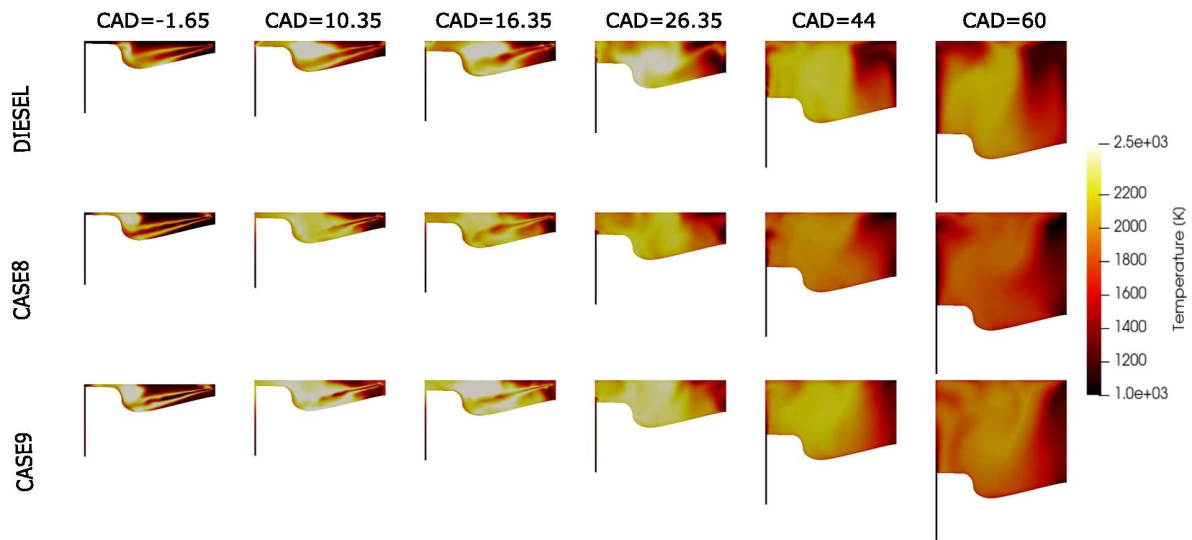 CAD=-1.65 CAD=10.35 CAD=16.35 CAD=26.35 CAD=44 CAD=60
DIESEL
CASE8
CASE9
2.5e+03
2200
2000
1800
1600
1400
1200
1.0e+03
Temperature (K)